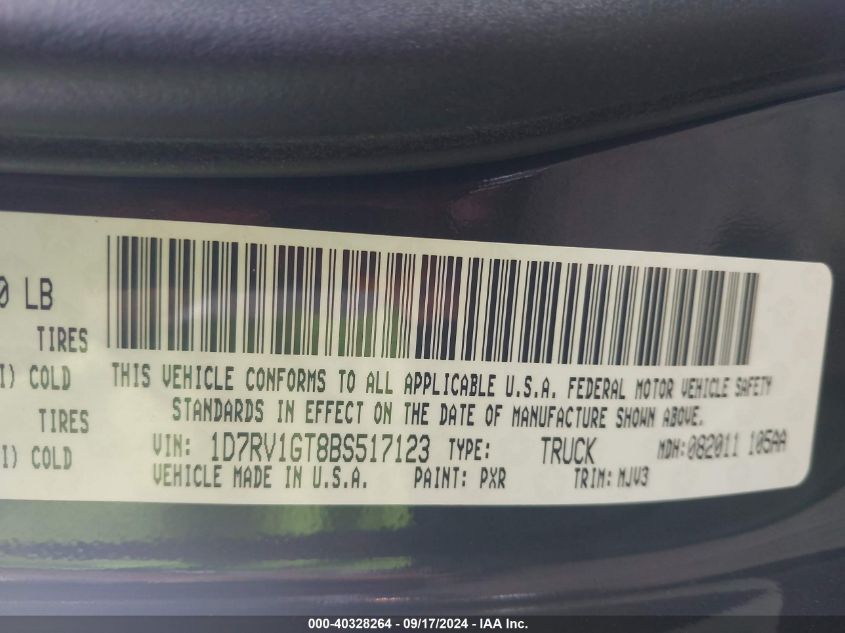 0 LB
TIRES
I) COLD
TIRES
I) COLD
THIS VEHICLE CONFORMS TO ALL APPLICABLE U.S.A. FEDERAL MOTOR VEHICLE SAFETY
STANDARDS IN EFFECT ON THE DATE OF MANUFACTURE SHOWN ABOVE.
VIN: 1D7RV1GT8BS517123 TYPE: TRUCK MDH:082011 105AA
VEHICLE MADE IN U.S.A. PAINT: PXR TRIM: MJV3
000-40328264 - 09/17/2024 - IAA Inc.